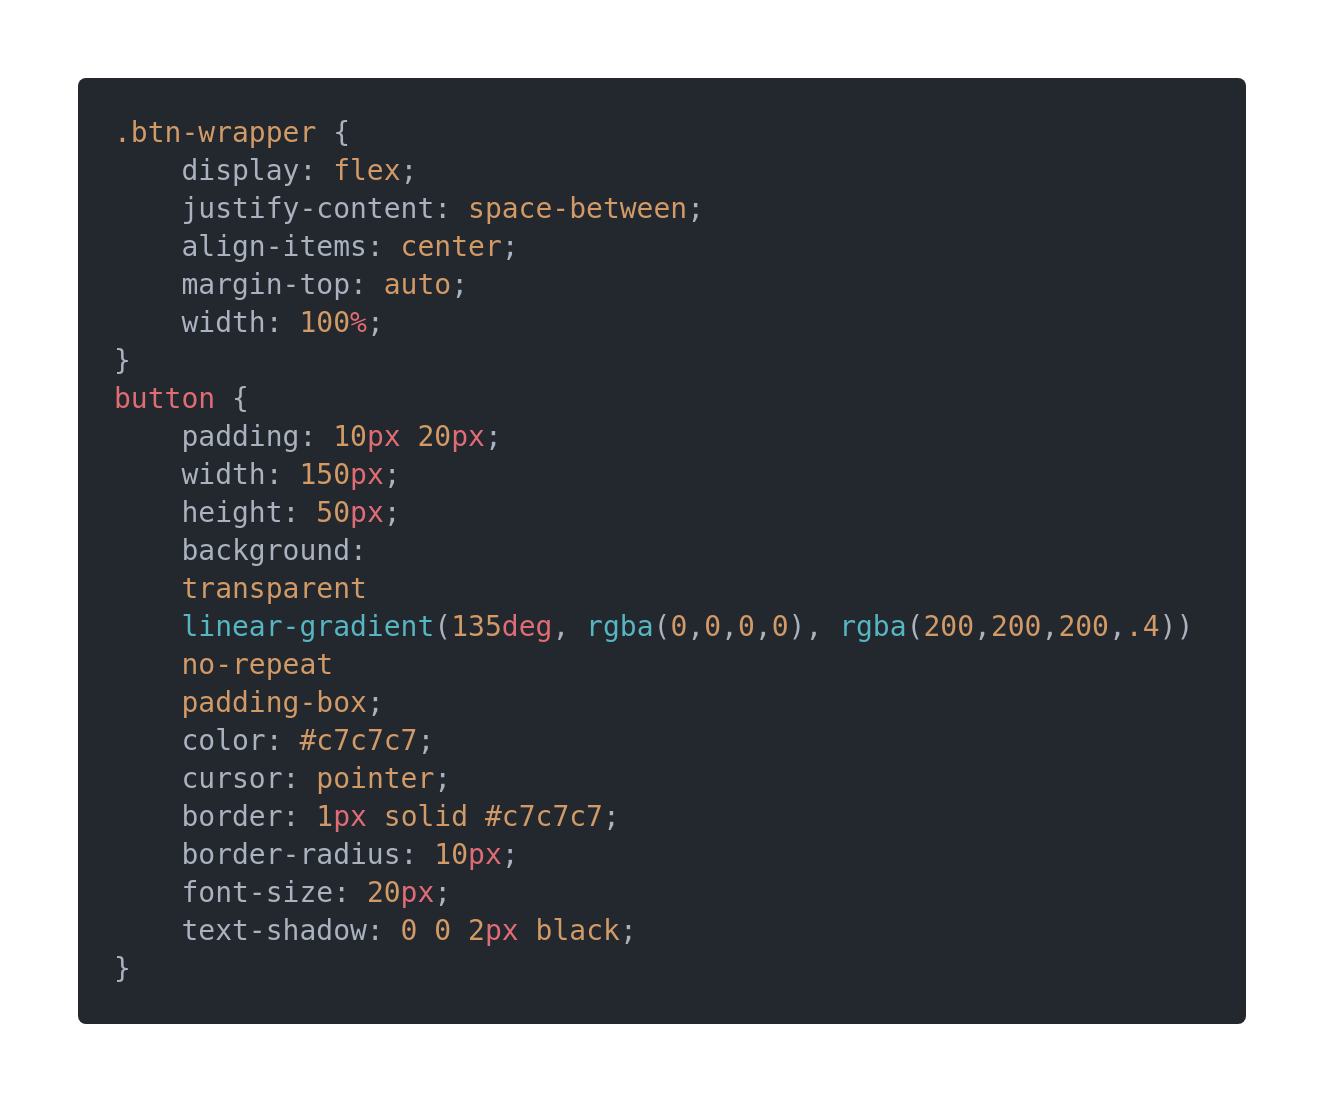 .btn-wrapper {
    display: flex;
    justify-content: space-between;
    align-items: center;
    margin-top: auto;
    width: 100%;
}
button {
    padding: 10px 20px;
    width: 150px;
    height: 50px;
    background:
    transparent
    linear-gradient(135deg, rgba(0,0,0,0), rgba(200,200,200,.4))
    no-repeat
    padding-box;
    color: #c7c7c7;
    cursor: pointer;
    border: 1px solid #c7c7c7;
    border-radius: 10px;
    font-size: 20px;
    text-shadow: 0 0 2px black;
}